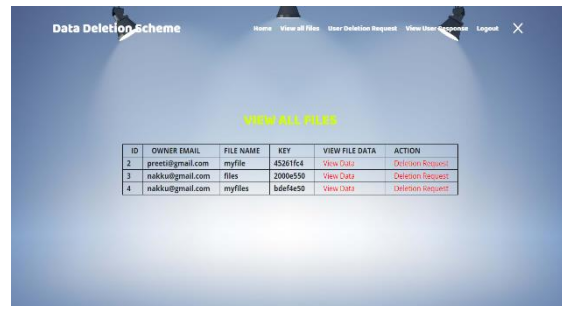 Data Deletion Scheme
Home View all files User Deletion Request View User Response Logout
VIEW ALL FILES
ID OWNER EMAIL FILE NAME KEY VIEW FILE DATA ACTION
2 preeti@gmail.com myfile 45261fc4 View Data Deletion Request
3 nakku@gmail.com files 2000e550 View Data Deletion Request
4 nakku@gmail.com myfiles bdef4e50 View Data Deletion Request